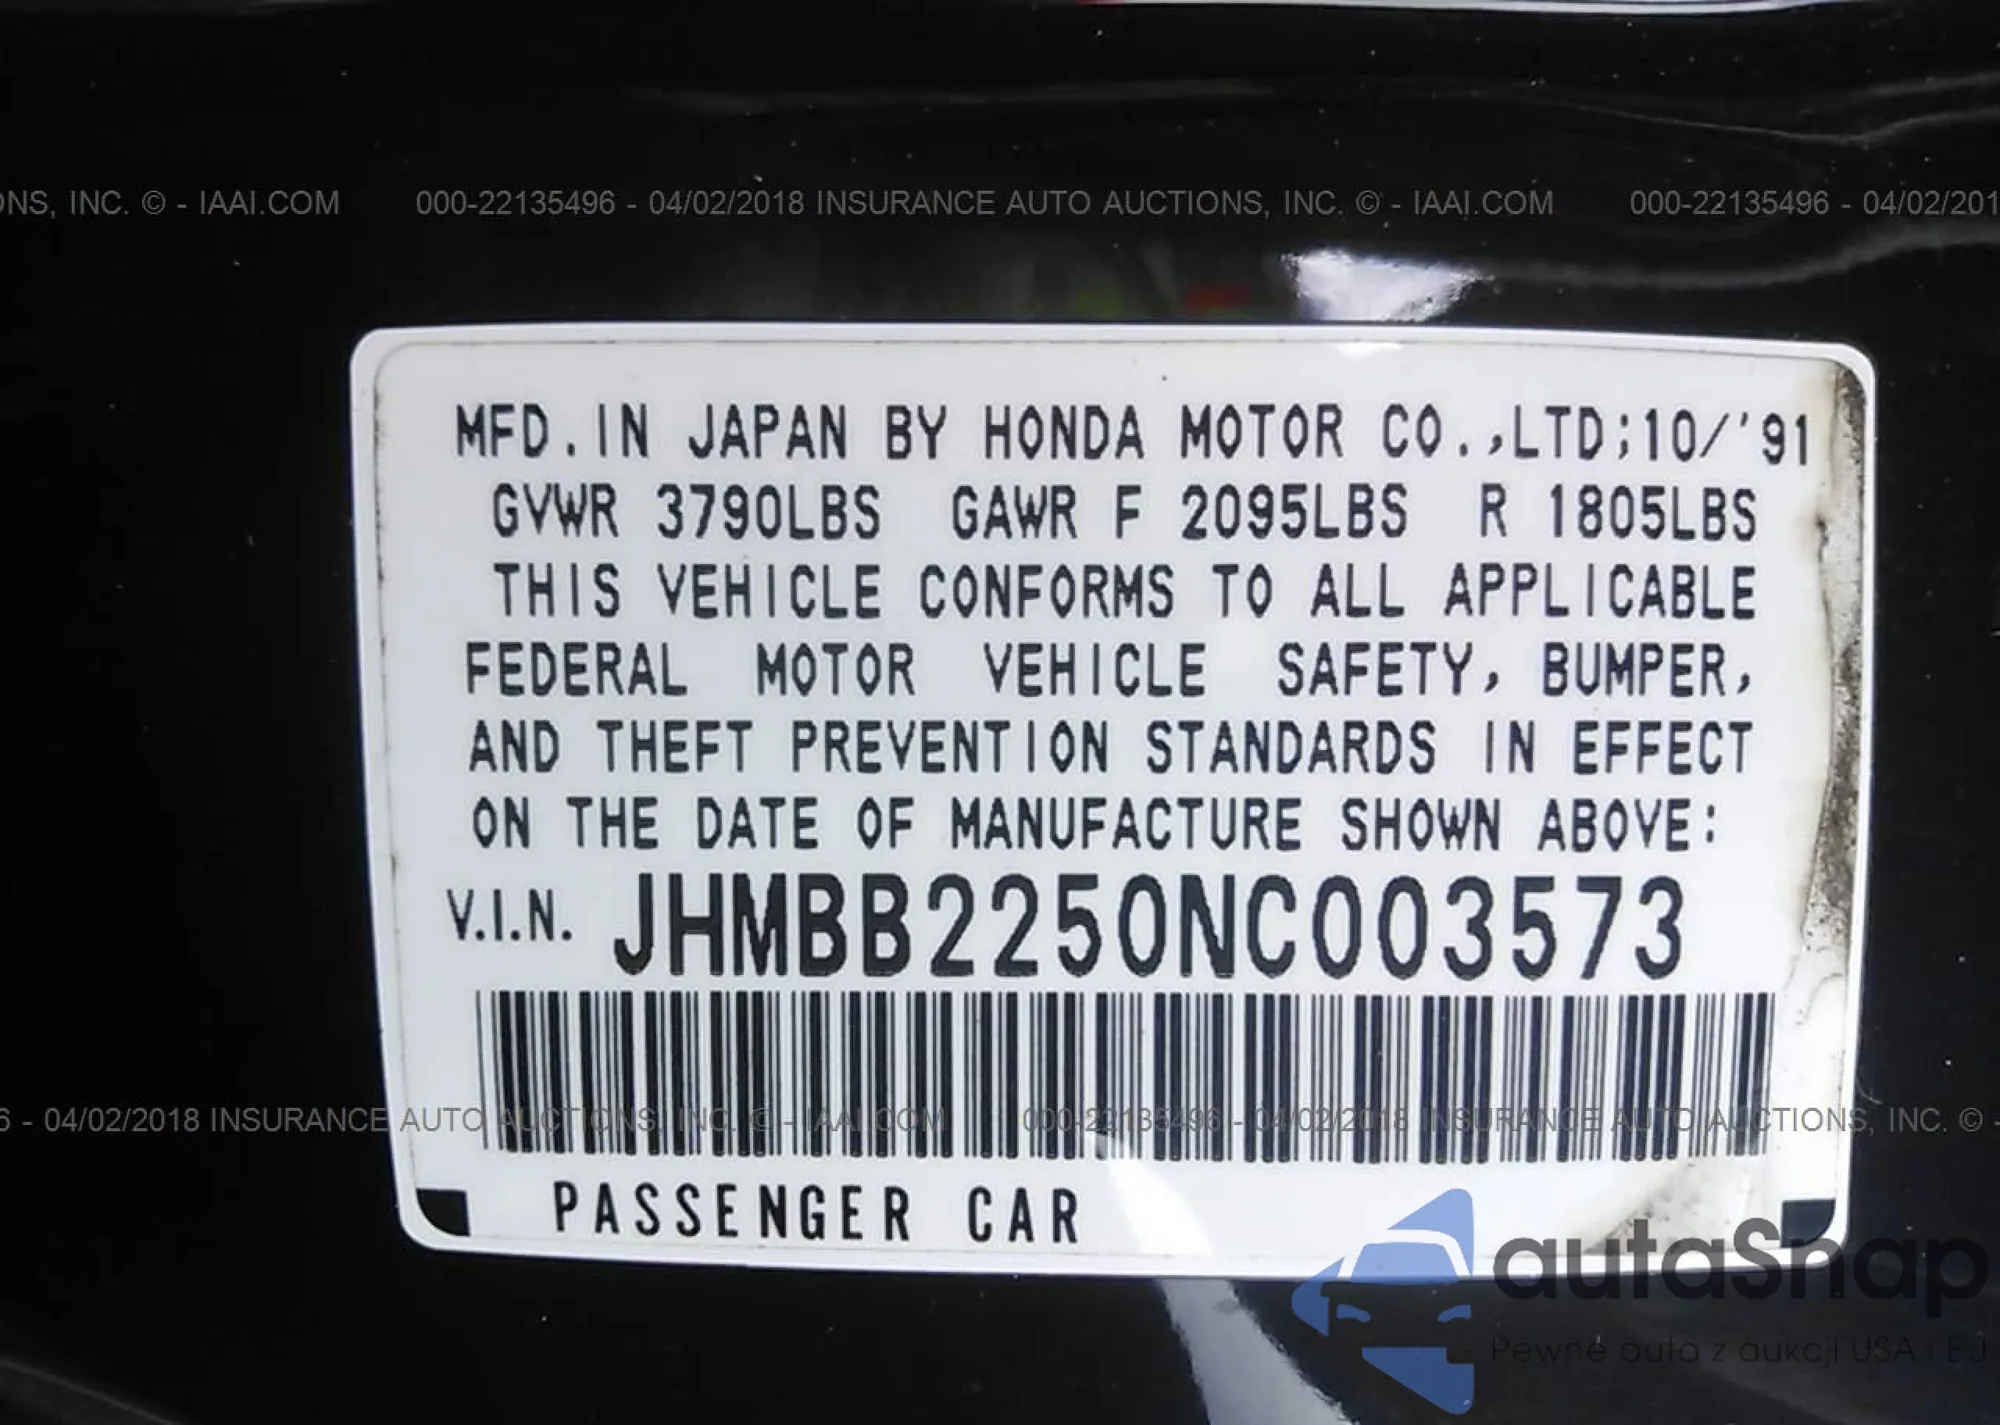 ONS, INC. © - IAAI.COM 000-22135496 - 04/02/2018 INSURANCE AUTO AUCTIONS, INC. © - IAAI.COM 000-22135496 - 04/02/201
MFD. IN JAPAN BY HONDA MOTOR CO.,LTD;10/'91
GVWR 3790LBS GAWR F 2095LBS R 1805LBS
THIS VEHICLE CONFORMS TO ALL APPLICABLE
FEDERAL MOTOR VEHICLE SAFETY, BUMPER,
AND THEFT PREVENTION STANDARDS IN EFFECT
ON THE DATE OF MANUFACTURE SHOWN ABOVE:
V.I.N. JHMBB2250NC003573
6 - 04/02/2018 INSURANCE AUTO AUCTIONS, INC. © - IAAI.COM 000-22135496 - 04/02/2018 INSURANCE AUTO AUCTIONS, INC. © -
PASSENGER CAR
autoSnap
Pewne auta z aukcji USA i EU